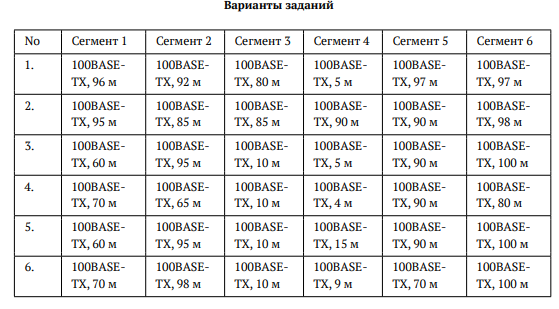 Варианты заданий
No Сегмент 1 Сегмент 2 Сегмент 3 Сегмент 4 Сегмент 5 Сегмент 6
1. 100BASE- 100BASE- 100BASE- 100BASE- 100BASE- 100BASE-
TX, 96 м TX, 92 м TX, 80 м TX, 5 м TX, 97 м TX, 97 м
2. 100BASE- 100BASE- 100BASE- 100BASE- 100BASE- 100BASE-
TX, 95 м TX, 85 м TX, 85 м TX, 90 м TX, 90 м TX, 98 м
3. 100BASE- 100BASE- 100BASE- 100BASE- 100BASE- 100BASE-
TX, 60 м TX, 95 м TX, 10 м TX, 5 м TX, 90 м TX, 100 м
4. 100BASE- 100BASE- 100BASE- 100BASE- 100BASE- 100BASE-
TX, 70 м TX, 65 м TX, 10 м TX, 4 м TX, 90 м TX, 80 м
5. 100BASE- 100BASE- 100BASE- 100BASE- 100BASE- 100BASE-
TX, 60 м TX, 95 м TX, 10 м TX, 15 м TX, 90 м TX, 100 м
6. 100BASE- 100BASE- 100BASE- 100BASE- 100BASE- 100BASE-
TX, 70 м TX, 98 м TX, 10 м TX, 9 м TX, 70 м TX, 100 м